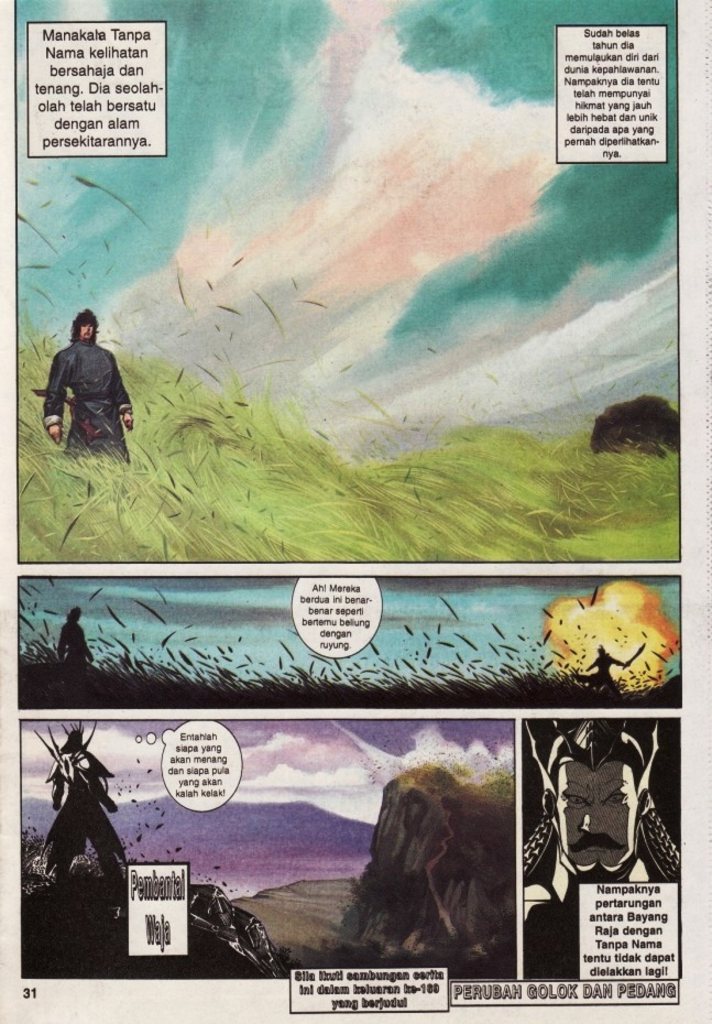 Manakala Tanpa
Nama kelihatan
bersahaja dan
tenang. Dia seolah-
olah telah bersatu
dengan alam
persekitarannya.
Sudah belas
tahun dia
memulaukan diri dari
dunia kepahlawanan.
Nampaknya dia tentu
telah mempunyai
hikmat yang jauh
lebih hebat dan unik
daripada apa yang
pernah diperlihatkan-
nya.
Ah! Mereka
berdua ini benar-
benar seperti
bertemu beliung
dengan
ruyung.
Entahlah
siapa yang
akan menang
dan siapa pula
yang akan
kalah kelak!
Pembantai
Waja
Nampaknya
pertarungan
antara Bayang
Raja dengan
Tanpa Nama
tentu tidak dapat
dielakkan lagi!
Sila ikuti sambungan cerita
ini dalam keluaran ke-169
yang berjudul
PERUBAH GOLOK DAN PEDANG
31